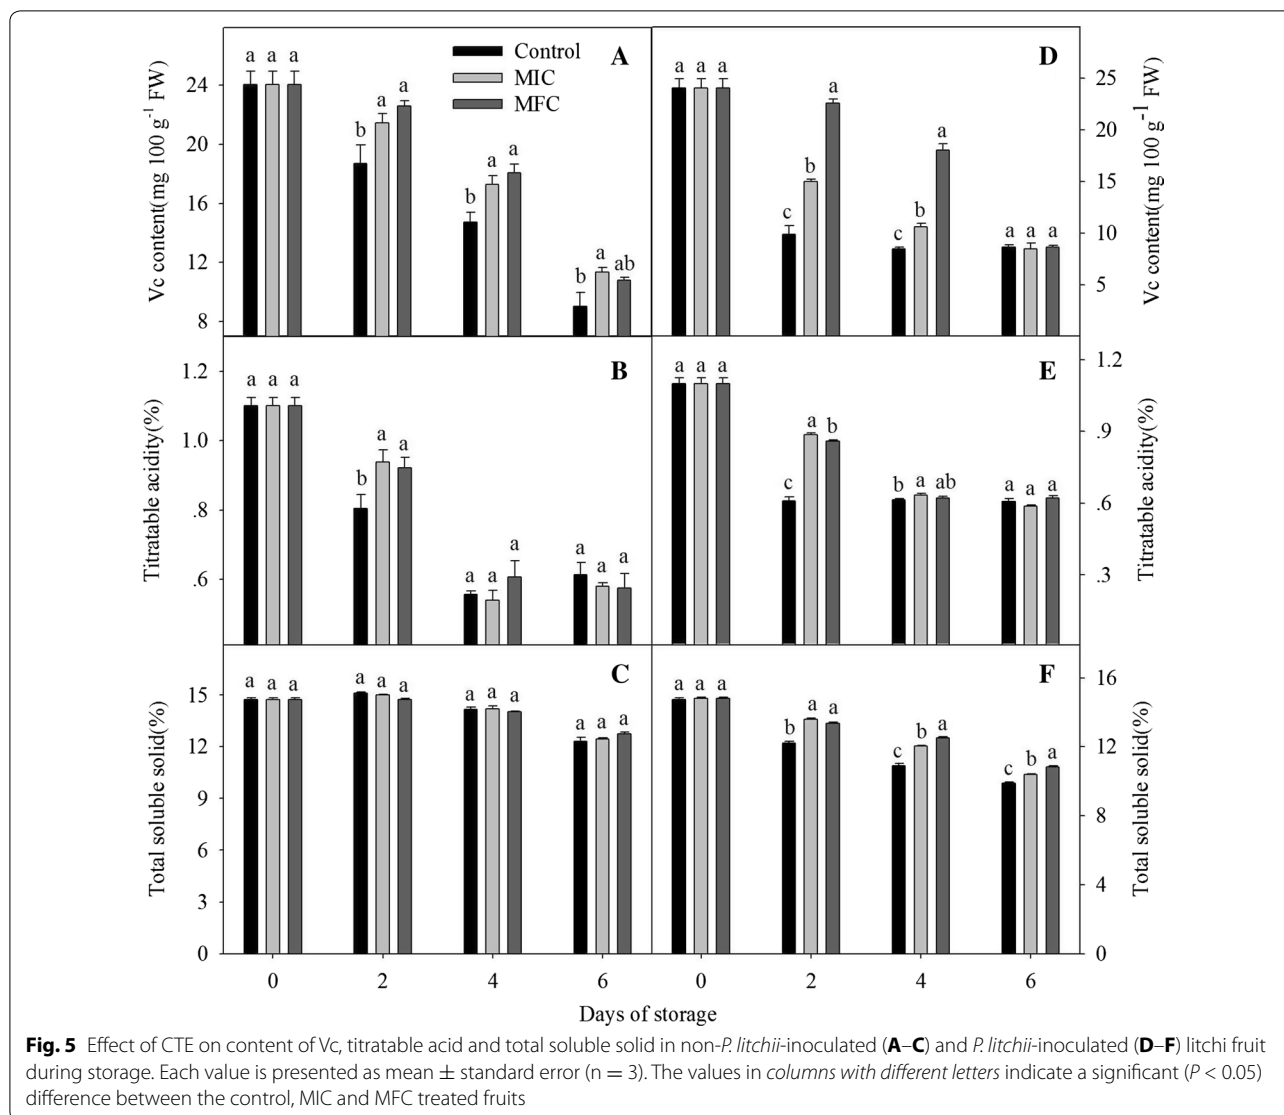 a a a
b a a
b a a
b a ab
Control
MIC
MFC
A
24
20
16
12
8
Vc content(mg 100 g-1 FW)
a a a
c b a
c b a
a a a
D
25
20
15
10
5
Vc content(mg 100 g-1 FW)
a a a
b a a
a a a
a a a
B
1.2
1.0
.8
.6
Titratable acidity(%)
a a a
c a b
b a ab
a a a
E
1.2
.9
.6
.3
Titratable acidity(%)
a a a
a a a
a a a
a a a
C
15
12
9
6
3
0
Total soluble solid(%)
a a a
b a a
c b a
c b a
F
16
12
8
4
0
Total soluble solid(%)
0 2 4 6 0 2 4 6
Days of storage
Fig. 5 Effect of CTE on content of Vc, titratable acid and total soluble solid in non-P. litchii-inoculated (A–C) and P. litchii-inoculated (D–F) litchi fruit
during storage. Each value is presented as mean ± standard error (n = 3). The values in columns with different letters indicate a significant (P < 0.05)
difference between the control, MIC and MFC treated fruits